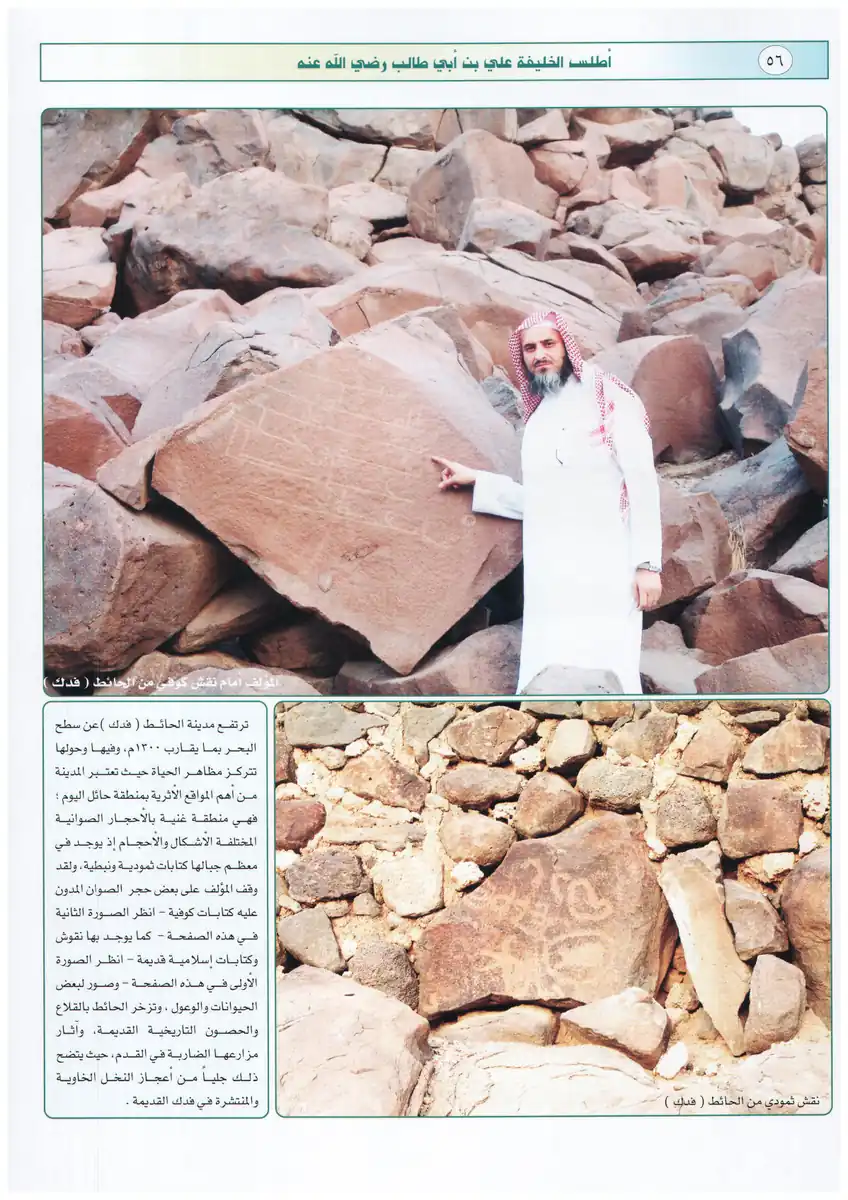 ٥٦
أطلس الخليفة علي بن أبي طالب رضي الله عنه
المؤلف امام نقش كوفي من الحائط ( فدك )
ترتفع مدينة الحائط ( فدك )عن سطح
البحر بما يقارب ١٣٠٠م، وفيها وحولها
تتركز مظاهر الحياة حيث تعتبر المدينة
من أهم المواقع الأثرية بمنطقة حائل اليوم ؛
فهي منطقة غنية بالأحجار الصوانية
المختلفة الأشكال والأحجام إذ يوجد في
معظم جبالها كتابات ثمودية ونبطية، ولقد
وقف المؤلف على بعض حجر الصوان المدون
عليه كتابات كوفية - انظر الصورة الثانية
في هذه الصفحة - كما يوجد بها نقوش
وكتابات إسلامية قديمة - انظر الصورة
الأولى في هذه الصفحة - وصور لبعض
الحيوانات والوعول ، وتزخر الحائط بالقلاع
والحصون التاريخية القديمة، وآثار
مزارعها الضاربة في القدم، حيث يتضح
ذلك جلياً من أعجاز النخل الخاوية
والمنتشرة في فدك القديمة .
نقش ثمودي من الحائط ( فدك )